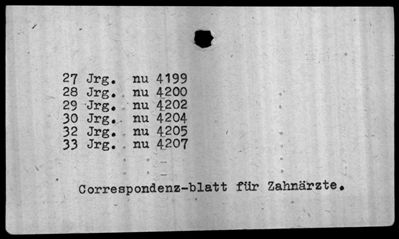 27 Jrg. nu 4199
28 Jrg. nu 4200
29 Jrg. nu 4202
30 Jrg. nu 4204
32 Jrg. nu 4205
33 Jrg. nu 4207
Correspondenz-blatt für Zahnärzte.